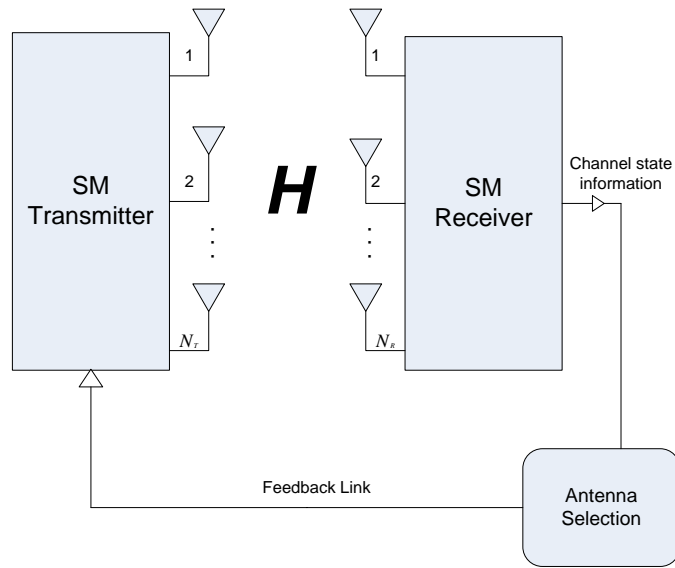 1
1
SM
Transmitter
2
H
2
SM
Receiver
Channel state
information
N_T
N_R
Feedback Link
Antenna
Selection